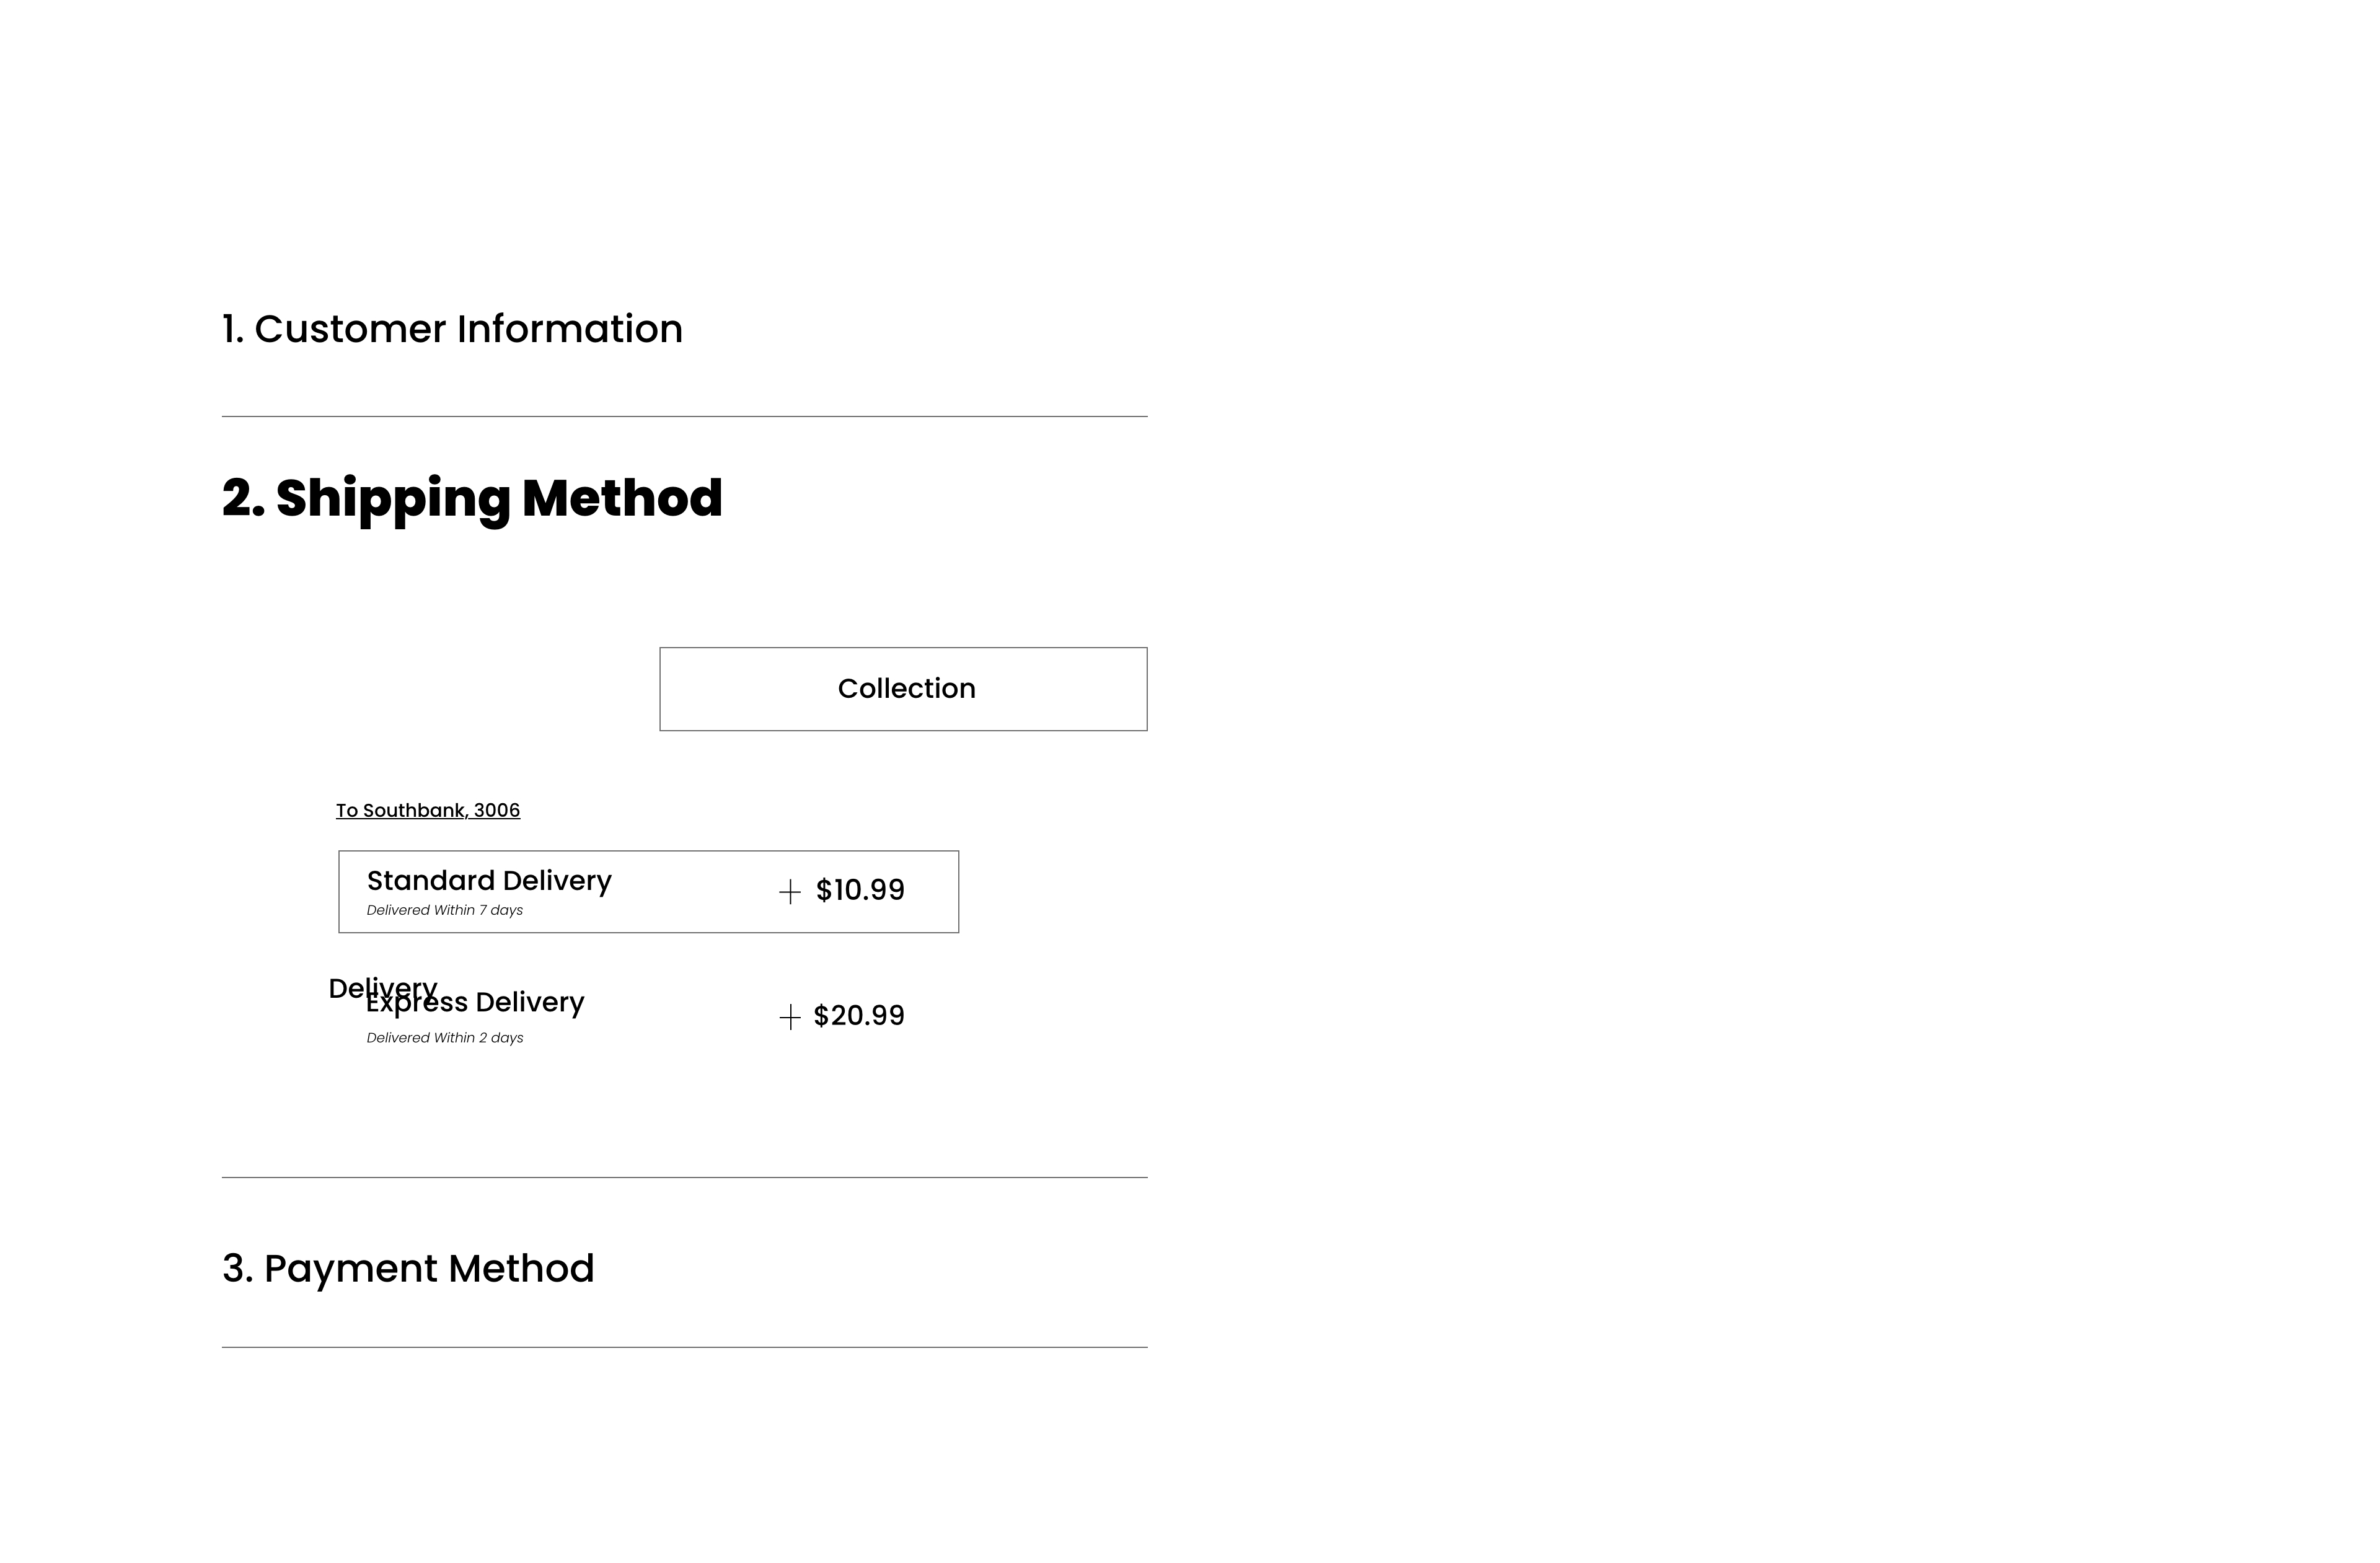 1. Customer Information
2. Shipping Method
Collection
To Southbank, 3006
Standard Delivery
Delivered Within 7 days
+ $10.99
Delivery
Express Delivery
Delivered Within 2 days
+ $20.99
3. Payment Method